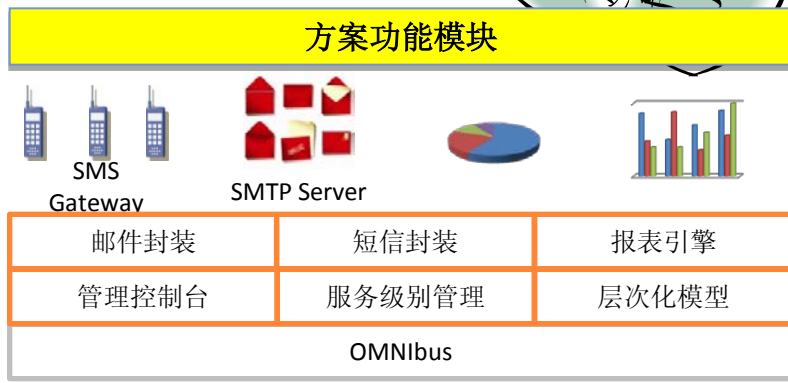 方案功能模块
SMS
Gateway
SMTP Server
邮件封装
短信封装
报表引擎
管理控制台
服务级别管理
层次化模型
OMNIbus